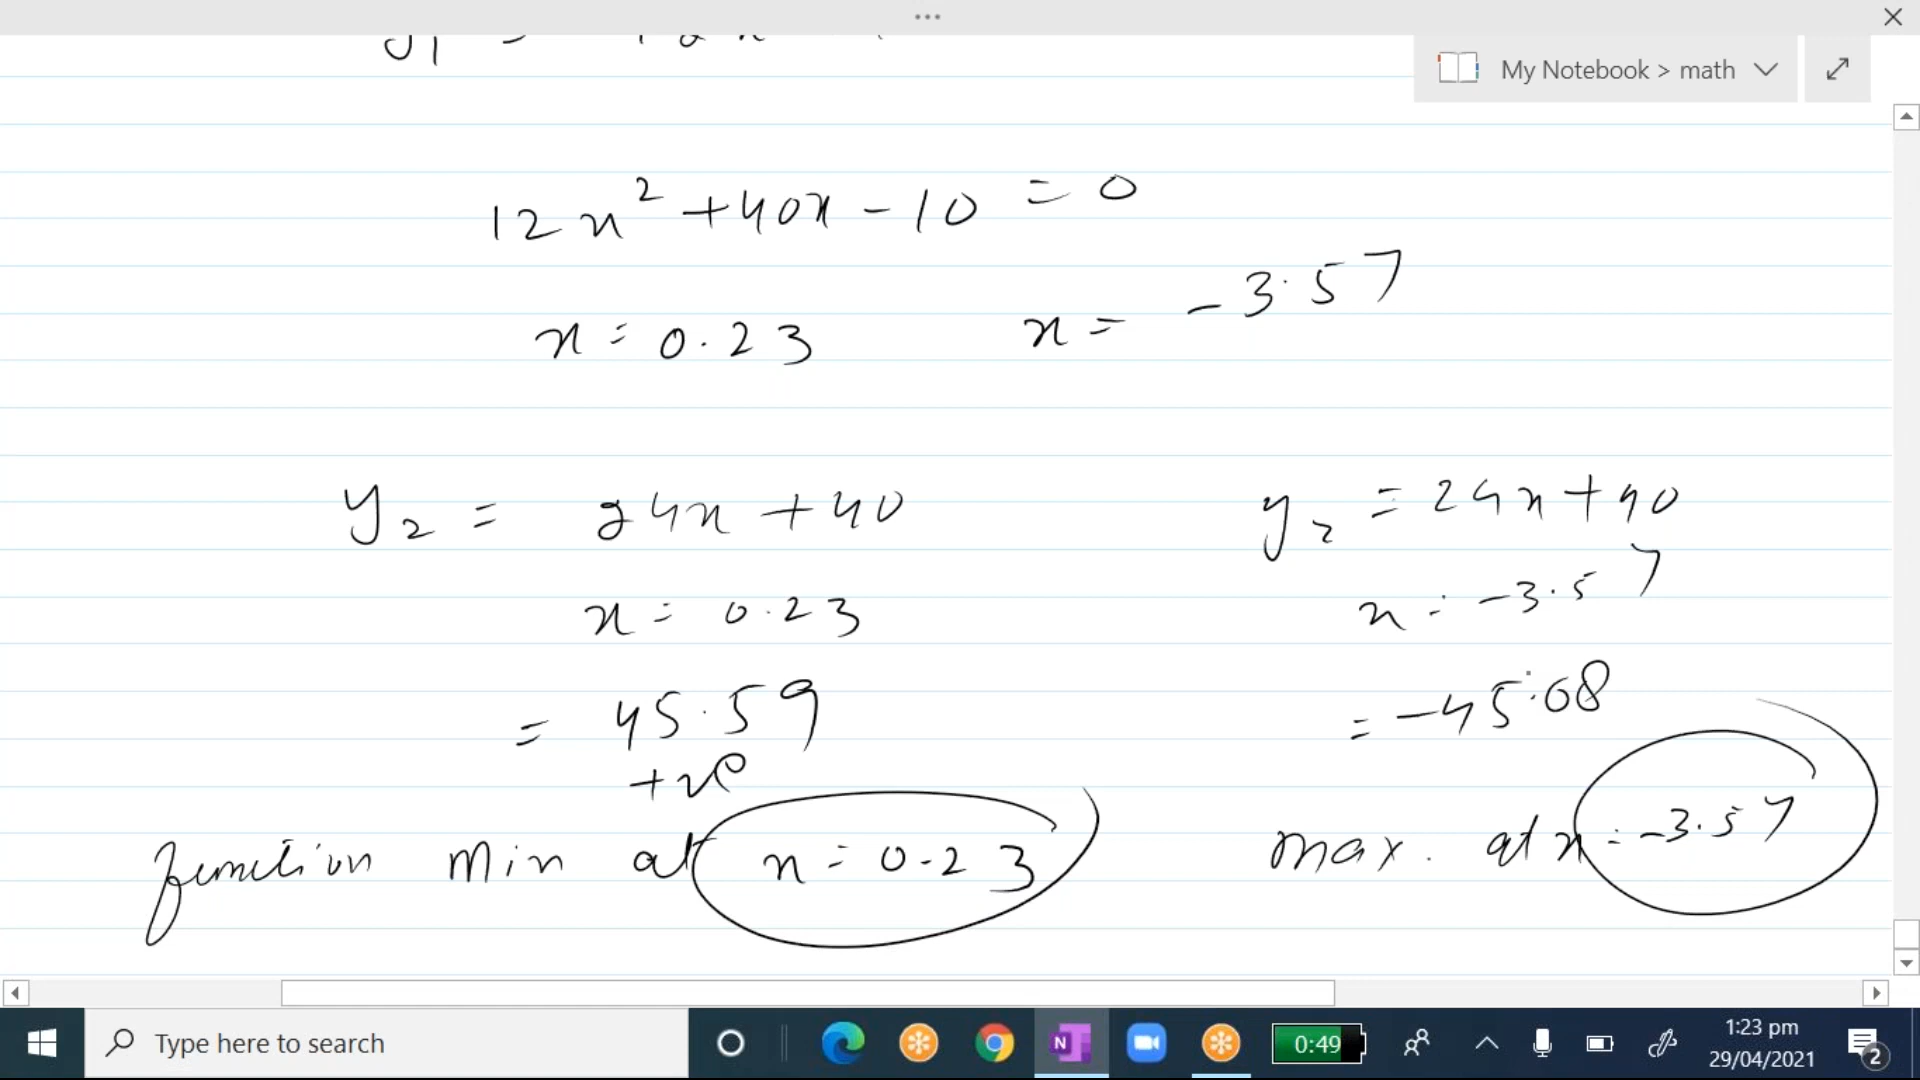 My Notebook > math
12x² + 40x - 10 = 0
x = 0.23 x = -3.57
y₂ = 24x + 40 y₂ = 24x + 40
x = 0.23 x = -3.57
= 45.59 = -45.68
+ve
function min at x = 0.23 max. at x = -3.57
Type here to search
0:49
1:23 pm
29/04/2021
2